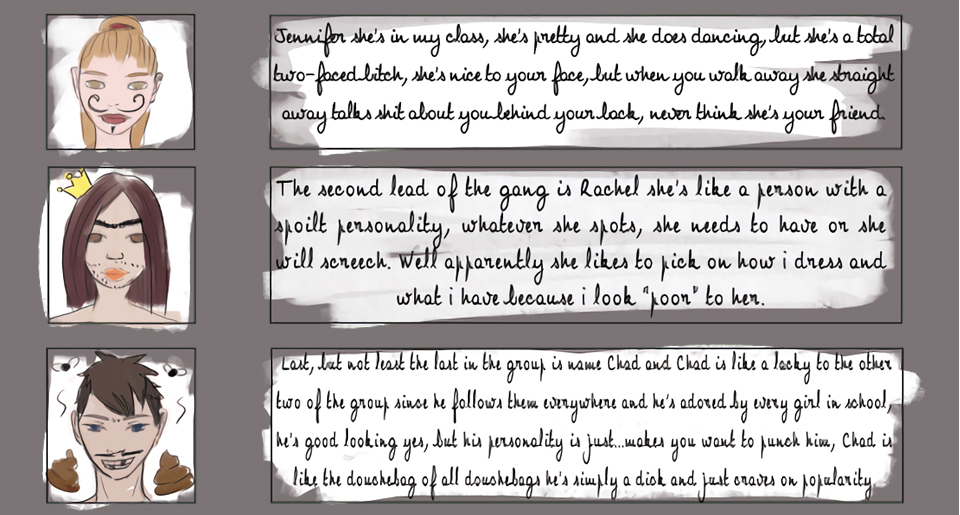 Jennifer she's in my class, she's pretty and she does dancing, but she's a total
two-faced bitch, she's nice to your face, but when you walk away she straight
away talks shit about you behind your back, never think she's your friend.
The second lead of the gang is Rachel she's like a person with a
spoilt personality, whatever she spots, she needs to have or she
will screech. Well apparently she likes to pick on how i dress and
what i have because i look "poor" to her.
Last, but not least the last in the group is name Chad and Chad is like a lacky to the other
two of the group since he follows them everywhere and he's adored by every girl in school,
he's good looking yes, but his personality is just...makes you want to punch him, Chad is
like the douchebag of all douchebags he's simply a dick and just craves on popularity